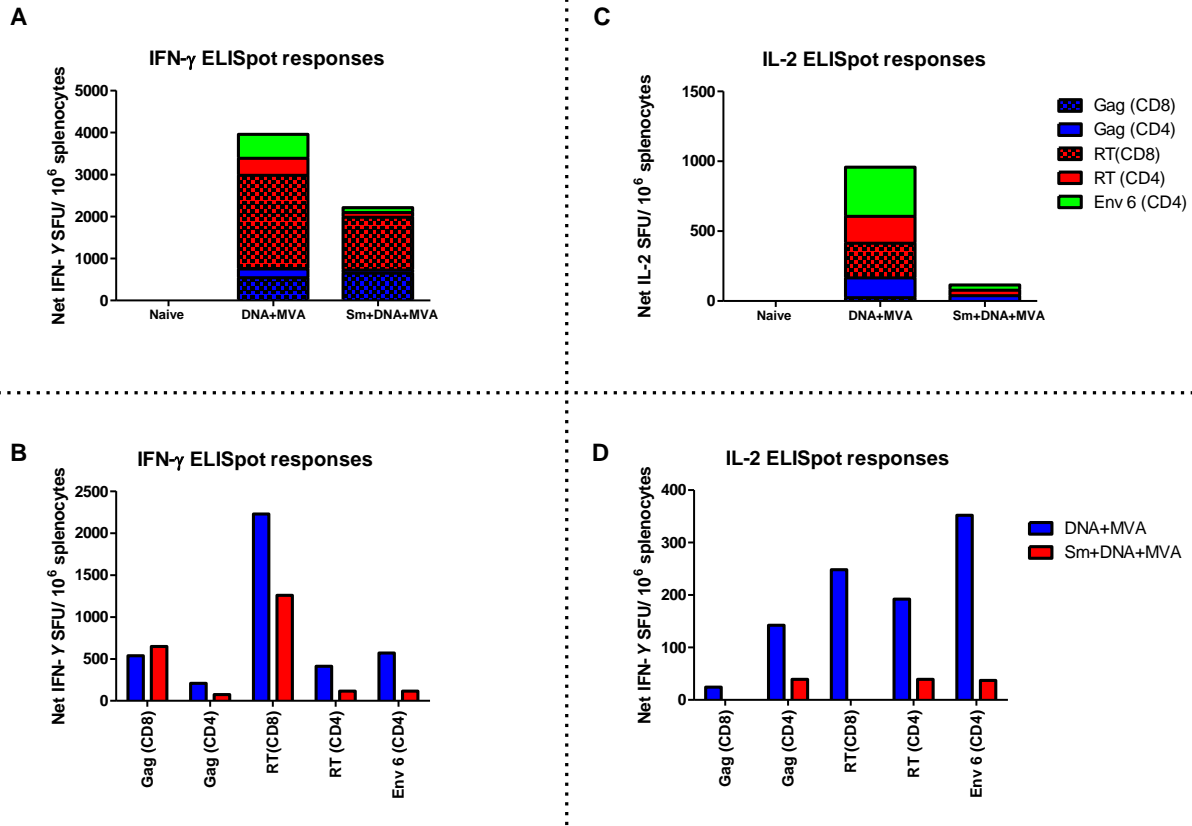 A
IFN-γ ELISpot responses
Net IFN- Y SFU/ 10⁶ splenocytes
5000
4000
3000
2000
1000
0
Naive
DNA+MVA
Sm+DNA+MVA
C
IL-2 ELISpot responses
Net IL-2 SFU/ 10⁶ splenocytes
1500
1000
500
0
Naive
DNA+MVA
Sm+DNA+MVA
Gag (CD8)
Gag (CD4)
RT(CD8)
RT (CD4)
Env 6 (CD4)
B
IFN-γ ELISpot responses
Net IFN- Y SFU/ 10⁶ splenocytes
2500
2000
1500
1000
500
0
Gag (CD8)
Gag (CD4)
RT(CD8)
RT (CD4)
Env 6 (CD4)
D
IL-2 ELISpot responses
Net IFN- Y SFU/ 10⁶ splenocytes
400
300
200
100
0
Gag (CD8)
Gag (CD4)
RT(CD8)
RT (CD4)
Env 6 (CD4)
DNA+MVA
Sm+DNA+MVA